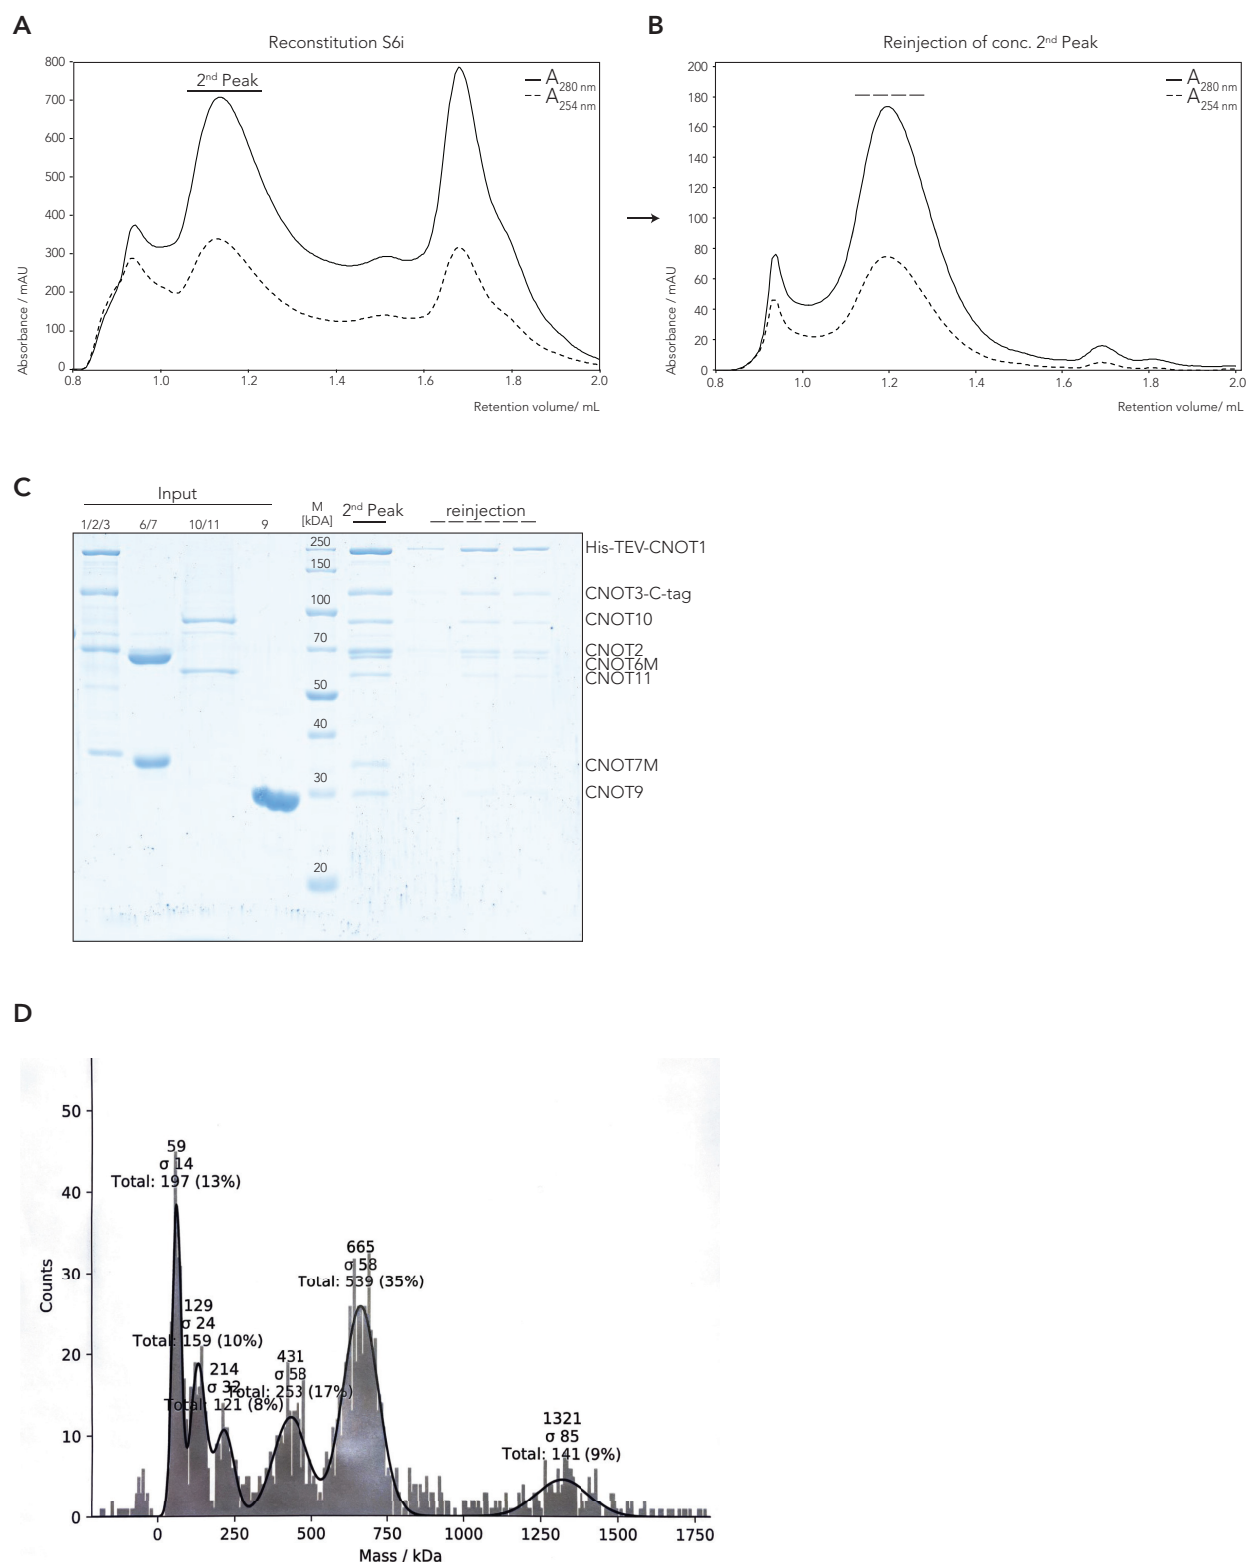 A
Reconstitution S6i
2nd Peak
A280 nm
A254 nm
800
700
600
500
400
300
200
100
0
Absorbance / mAU
0.8 1.0 1.2 1.4 1.6 1.8 2.0
Retention volume/ mL
B
Reinjection of conc. 2nd Peak
A280 nm
A254 nm
200
180
160
140
120
100
80
60
40
20
0
Absorbance / mAU
0.8 1.0 1.2 1.4 1.6 1.8 2.0
Retention volume/ mL
C
Input
1/2/3 6/7 10/11 9
M
[kDA]
2nd Peak
reinjection
250
150
100
70
50
40
30
20
His-TEV-CNOT1
CNOT3-C-tag
CNOT10
CNOT2
CNOT6M
CNOT11
CNOT7M
CNOT9
D
50
40
30
20
10
0
Counts
59
σ 14
Total: 197 (13%)
129
σ 24
Total: 159 (10%)
214
σ 32
Total: 121 (8%)
431
σ 58
Total: 253 (17%)
665
σ 58
Total: 539 (35%)
1321
σ 85
Total: 141 (9%)
0 250 500 750 1000 1250 1500 1750
Mass / kDa